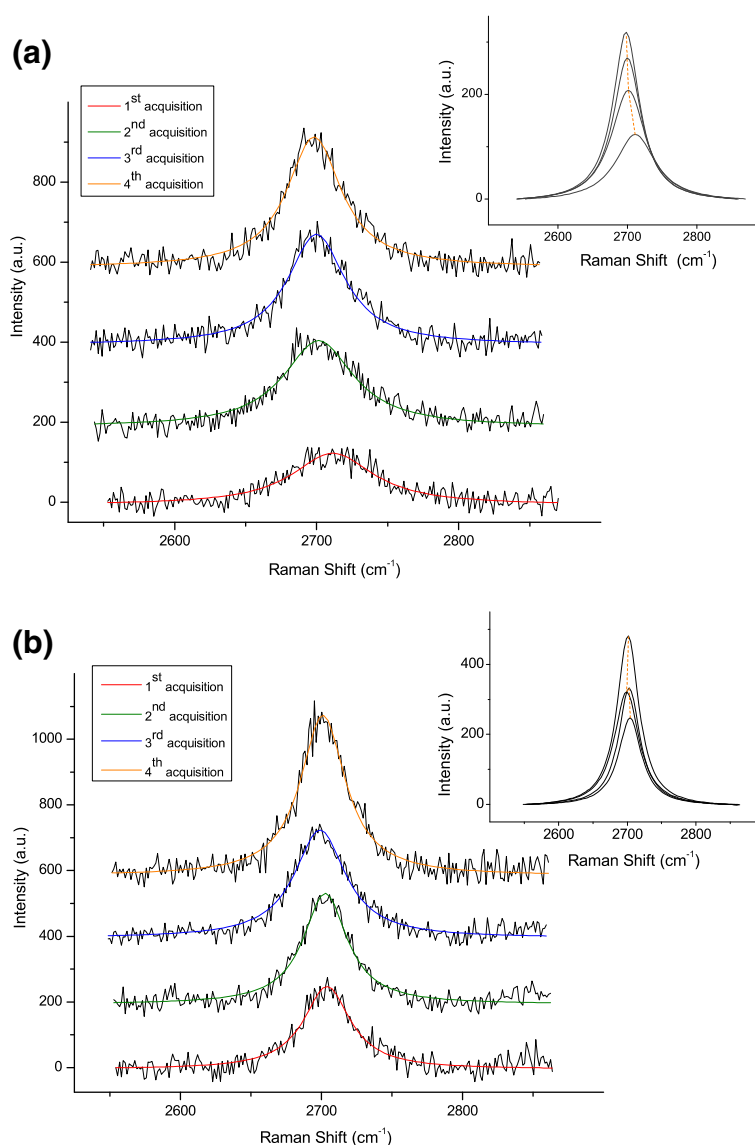 (a)
1st acquisition
2nd acquisition
3rd acquisition
4th acquisition
Intensity (a.u.)
800
600
400
200
0
2600 2700 2800
Raman Shift (cm-1)
Intensity (a.u.)
200
0
2600 2700 2800
Raman Shift (cm-1)
(b)
1st acquisition
2nd acquisition
3rd acquisition
4th acquisition
Intensity (a.u.)
1000
800
600
400
200
0
2600 2700 2800
Raman Shift (cm-1)
Intensity (a.u.)
400
200
0
2600 2700 2800
Raman Shift (cm-1)